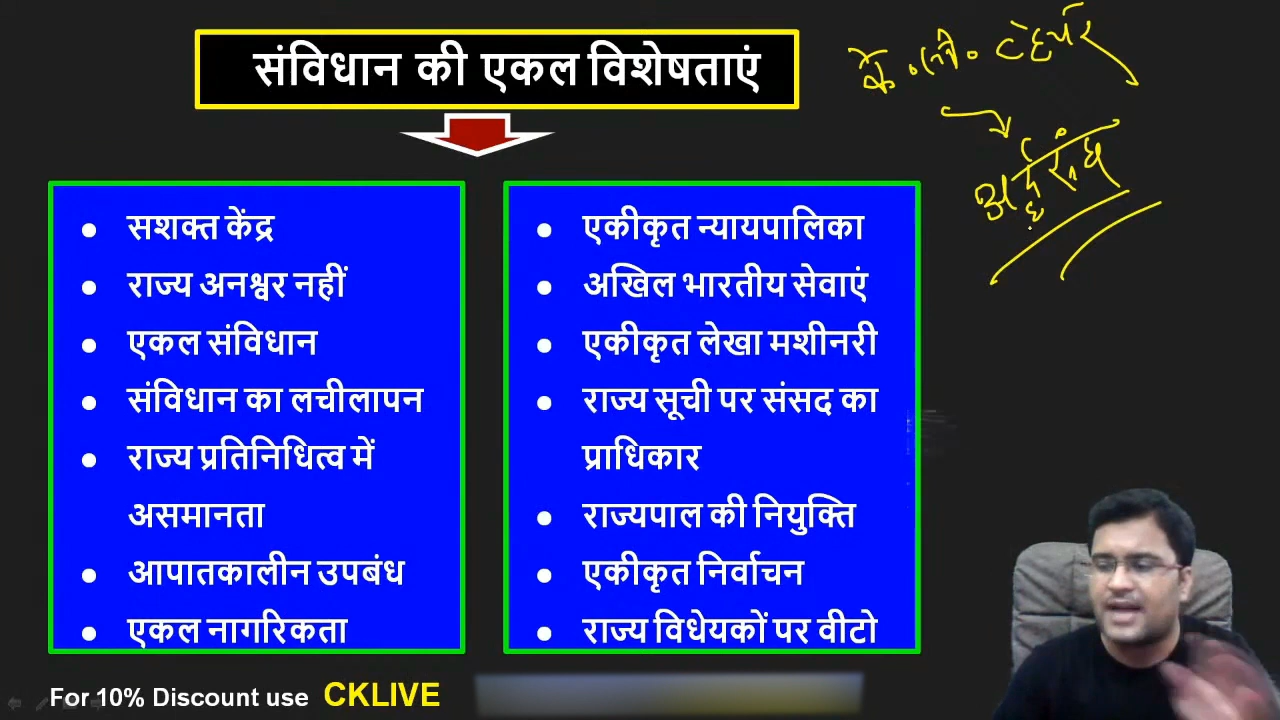 संविधान की एकल विशेषताएं
के.सी. व्हेयर
अर्द्धसंघ
• सशक्त केंद्र
• राज्य अनश्वर नहीं
• एकल संविधान
• संविधान का लचीलापन
• राज्य प्रतिनिधित्व में
असमानता
• आपातकालीन उपबंध
• एकल नागरिकता
• एकीकृत न्यायपालिका
• अखिल भारतीय सेवाएं
• एकीकृत लेखा मशीनरी
• राज्य सूची पर संसद का
प्राधिकार
• राज्यपाल की नियुक्ति
• एकीकृत निर्वाचन
• राज्य विधेयकों पर वीटो
For 10% Discount use CKLIVE